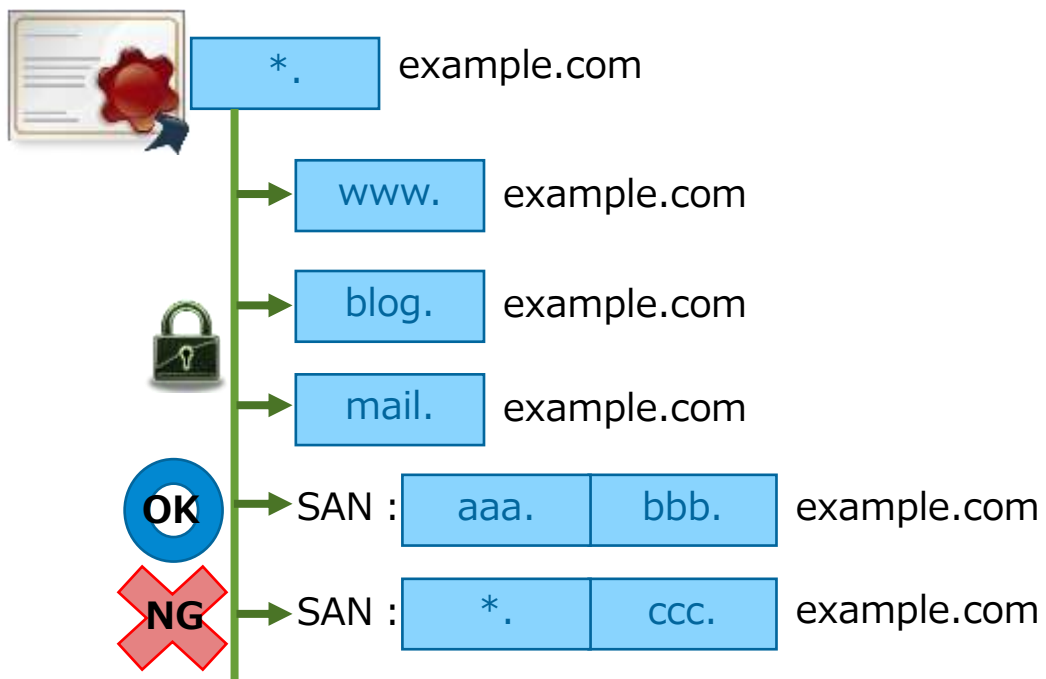 *. example.com
www. example.com
blog. example.com
mail. example.com
OK SAN : aaa. bbb. example.com
NG SAN : *. ccc. example.com